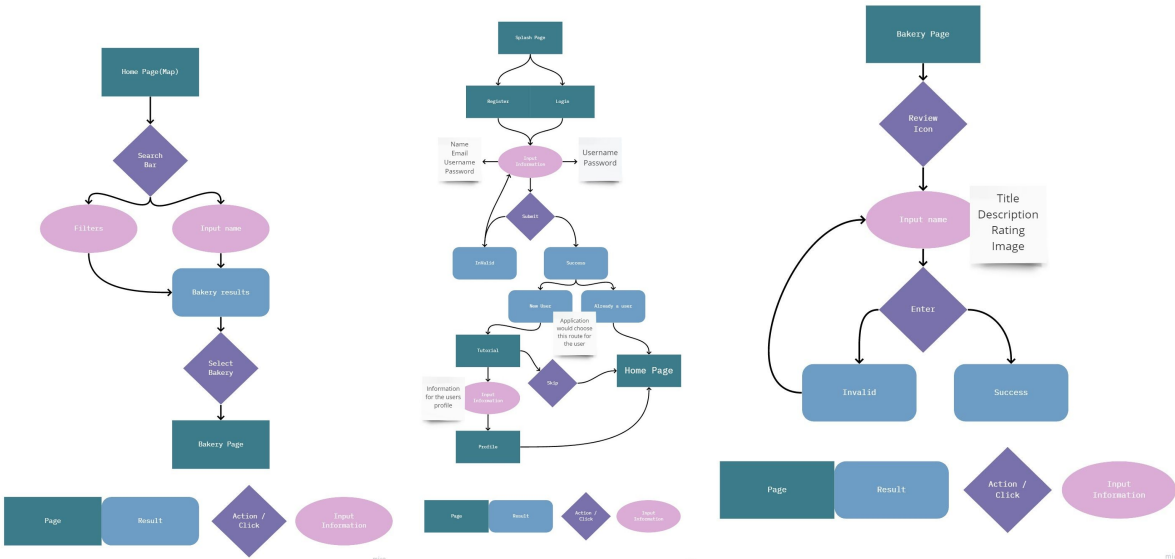 Home Page(Map)
Search
Bar
Filters
Input name
Bakery results
Select
Bakery
Bakery Page
Page
Result
Action /
Click
Input
Information
Splash Page
Register
Login
Name
Email
Username
Password
Input
Information
Username
Password
Submit
InValid
Success
New User
Already a user
Application
would choose
this route for
the user
Tutorial
Skip
Home Page
Information
for the users
profile
Input
Information
Profile
Page
Result
Action /
Click
Input
Information
Bakery Page
Review
Icon
Input name
Title
Description
Rating
Image
Enter
Invalid
Success
Page
Result
Action /
Click
Input
Information